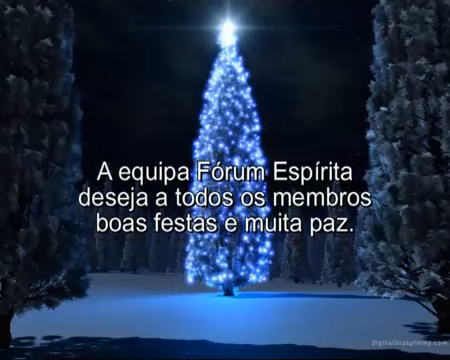 A equipa Fórum Espírita
deseja a todos os membros
boas festas e muita paz.
digitalblasphemy.com